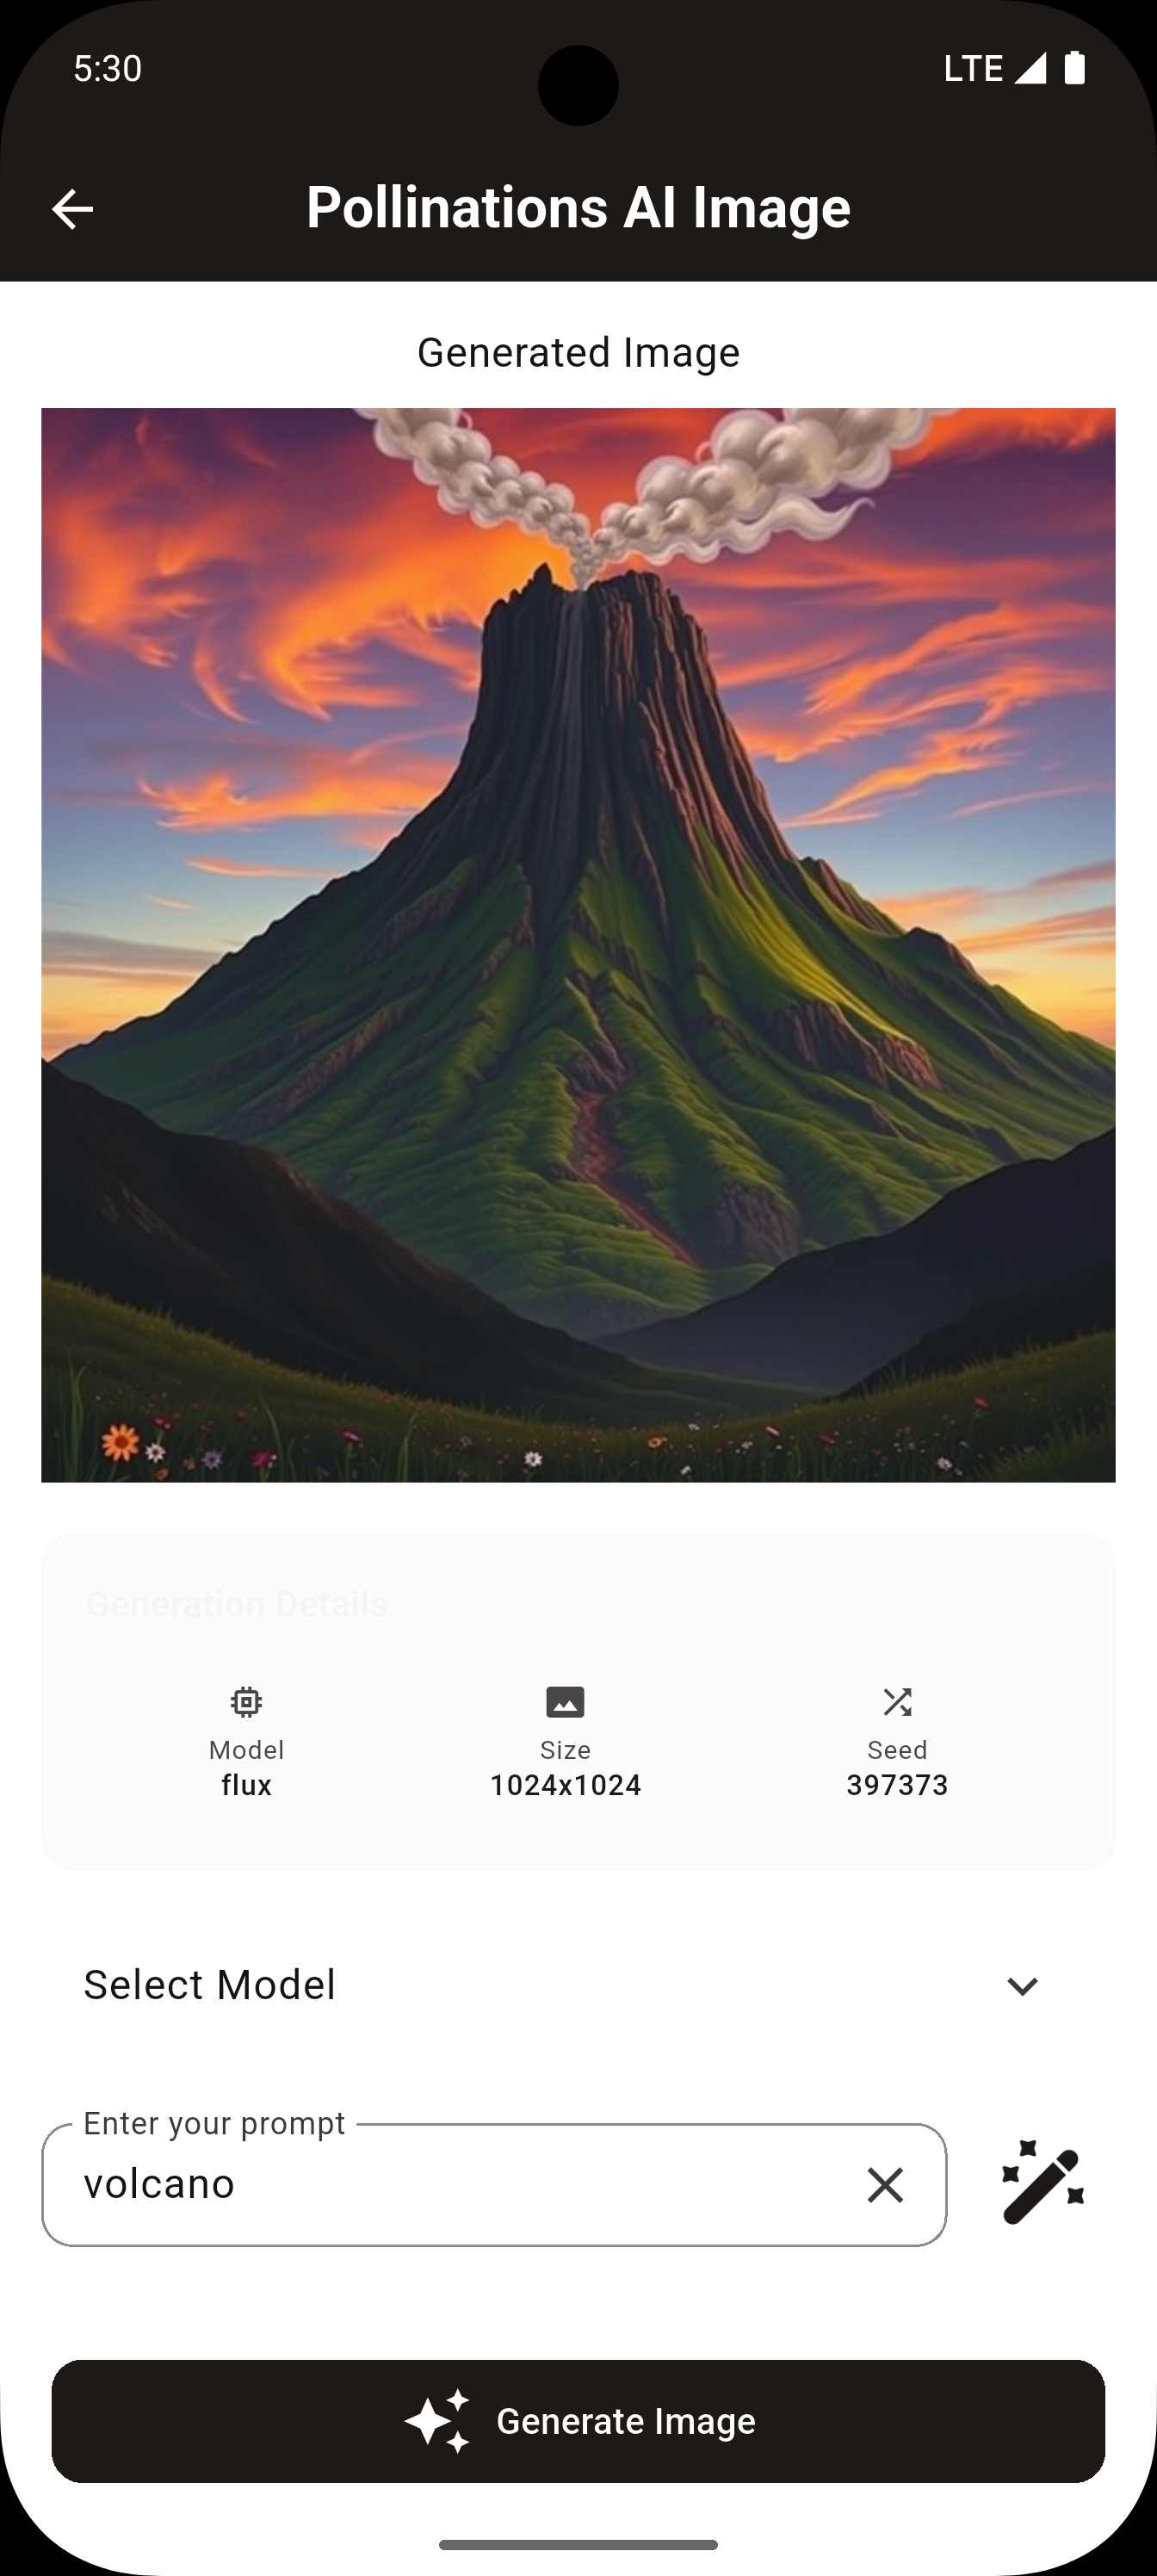 5:30
LTE
Pollinations AI Image
Generated Image
Generation Details
Model
flux
Size
1024x1024
Seed
397373
Select Model
Enter your prompt
volcano
Generate Image